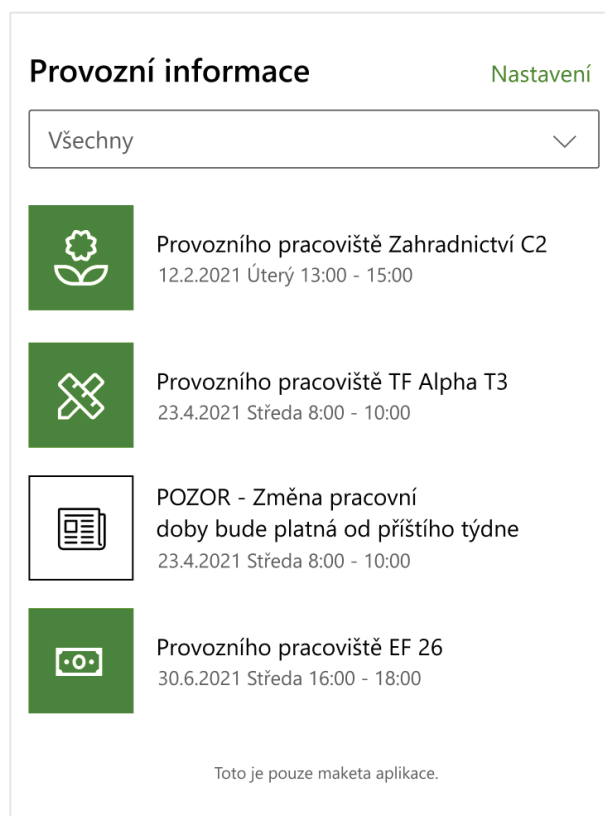 Provozní informace
Nastavení
Všechny
Provozního pracoviště Zahradnictví C2
12.2.2021 Úterý 13:00 - 15:00
Provozního pracoviště TF Alpha T3
23.4.2021 Středa 8:00 - 10:00
POZOR - Změna pracovní
doby bude platná od příštího týdne
23.4.2021 Středa 8:00 - 10:00
Provozního pracoviště EF 26
30.6.2021 Středa 16:00 - 18:00
Toto je pouze maketa aplikace.